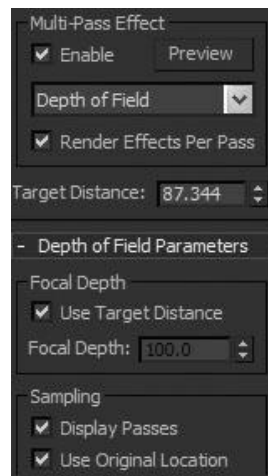 Multi-Pass Effect
Enable Preview
Depth of Field
Render Effects Per Pass
Target Distance: 87.344
- Depth of Field Parameters
Focal Depth
Use Target Distance
Focal Depth: 100.0
Sampling
Display Passes
Use Original Location